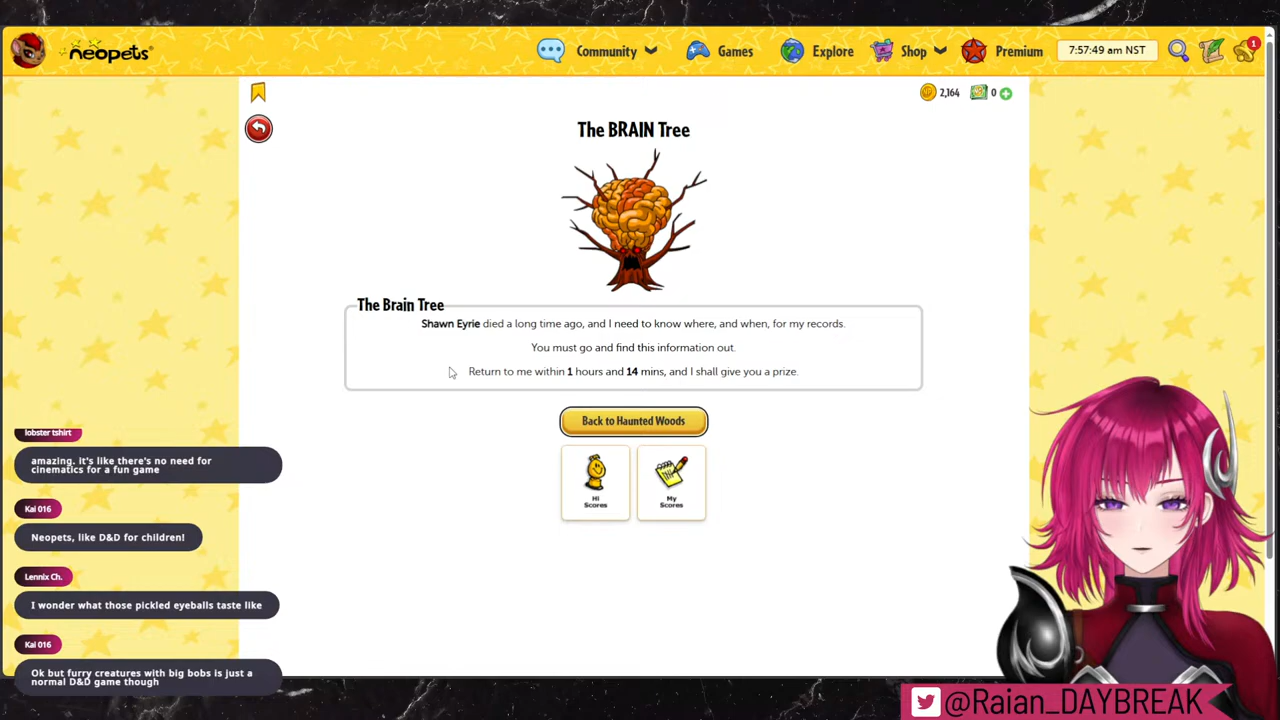 neopets
Community
Games
Explore
Shop
Premium
7:57:49 am NST
1
2,164
0
The BRAIN Tree
The Brain Tree
Shawn Eyrie died a long time ago, and I need to know where, and when, for my records.
You must go and find this information out.
Return to me within 1 hours and 14 mins, and I shall give you a prize.
Back to Haunted Woods
Hi
Scores
My
Scores
lobster tshirt
amazing. it's like there's no need for
cinematics for a fun game
Kai 016
Neopets, like D&D for children!
Lennix Ch.
I wonder what those pickled eyeballs taste like
Kai 016
Ok but furry creatures with big bobs is just a
normal D&D game though
@Raian_DAYBREAK